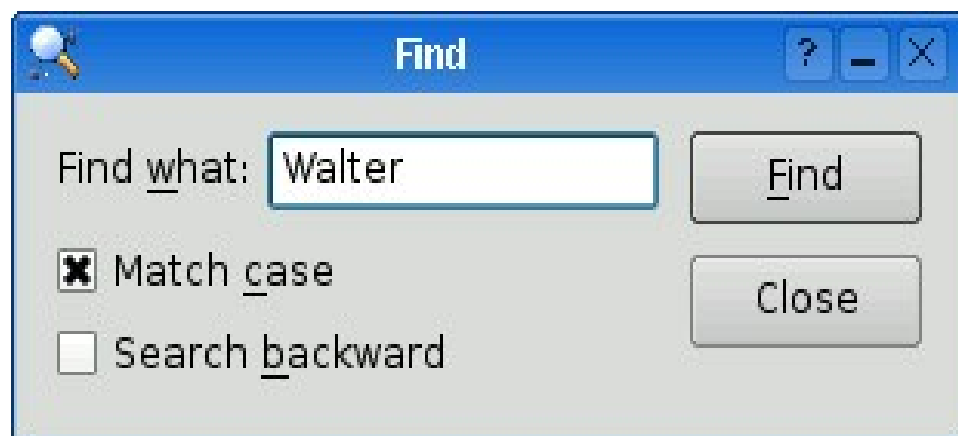 Find
Find what: Walter
Find
Match case
Close
Search backward